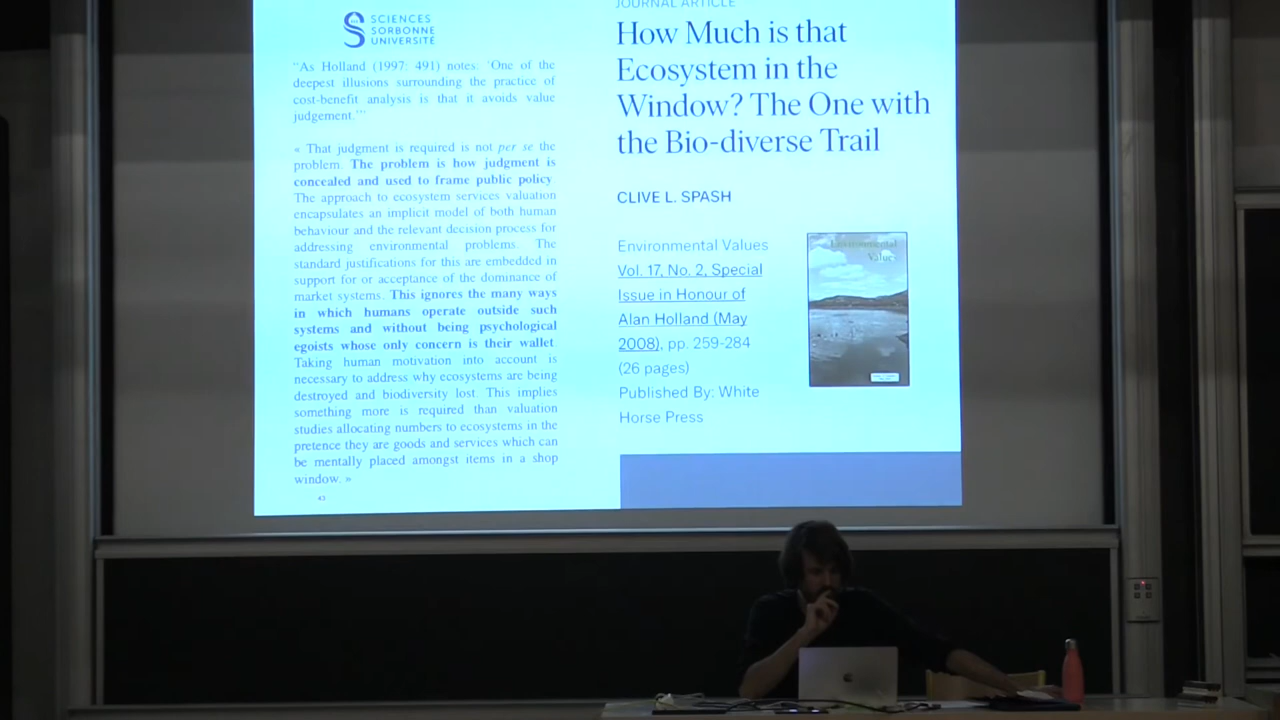 SCIENCES
SORBONNE
UNIVERSITÉ
"As Holland (1997: 491) notes: 'One of the
deepest illusions surrounding the practice of
cost-benefit analysis is that it avoids value
judgement.'"
« That judgment is required is not per se the
problem. The problem is how judgment is
concealed and used to frame public policy.
The approach to ecosystem services valuation
encapsulates an implicit model of both human
behaviour and the relevant decision process for
addressing environmental problems. The
standard justifications for this are embedded in
support for or acceptance of the dominance of
market systems. This ignores the many ways
in which humans operate outside such
systems and without being psychological
egoists whose only concern is their wallet.
Taking human motivation into account is
necessary to address why ecosystems are being
destroyed and biodiversity lost. This implies
something more is required than valuation
studies allocating numbers to ecosystems in the
pretence they are goods and services which can
be mentally placed amongst items in a shop
window. »
43
JOURNAL ARTICLE
How Much is that
Ecosystem in the
Window? The One with
the Bio-diverse Trail
CLIVE L. SPASH
Environmental Values
Vol. 17, No. 2, Special
Issue in Honour of
Alan Holland (May
2008), pp. 259-284
(26 pages)
Published By: White
Horse Press
Environmental
Values